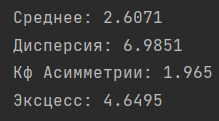 Среднее: 2.6071
Дисперсия: 6.9851
Кф Асимметрии: 1.965
Эксцесс: 4.6495